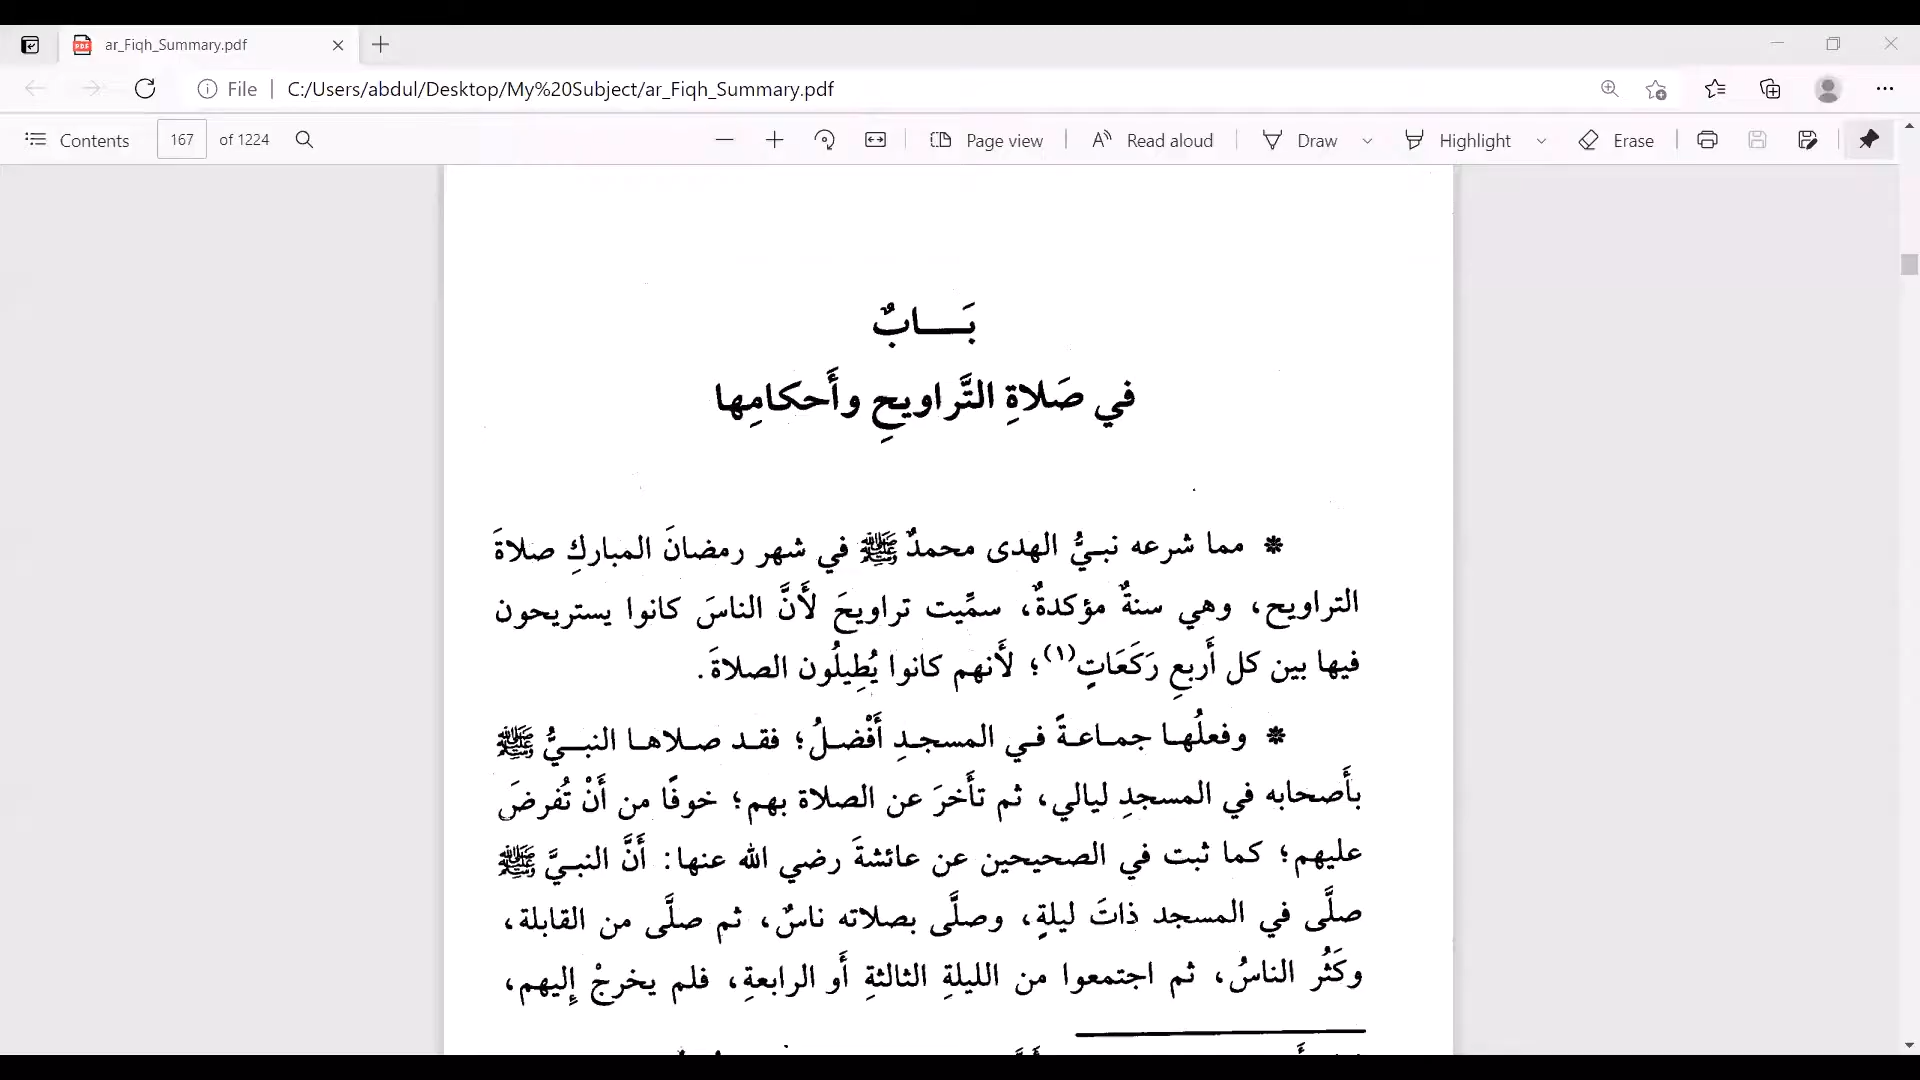 ar_Fiqh_Summary.pdf
File
C:/Users/abdul/Desktop/My%20Subject/ar_Fiqh_Summary.pdf
Contents 167 of 1224 Page view Read aloud Draw Highlight Erase
بَـــابٌ
في صَلاةِ التَّراويحِ وأَحكامِها
* مما شرعه نبيُّ الهدى محمدٌ ﷺ في شهر رمضانَ المباركِ صلاةَ
التراويح، وهي سنةٌ مؤكدةٌ، سمِّيت تراويحَ لأَنَّ الناسَ كانوا يستريحون
فيها بين كل أَربعِ رَكَعَاتٍ(١)؛ لأَنهم كانوا يُطِيلُون الصلاةَ.
* وفعلُها جماعةً في المسجدِ أَفْضلُ؛ فقد صلاها النبيُّ ﷺ
بأَصحابه في المسجدِ ليالي، ثم تأَخرَ عن الصلاة بهم؛ خوفًا من أَنْ تُفرضَ
عليهم؛ كما ثبت في الصحيحين عن عائشةَ رضي الله عنها: أَنَّ النبيَّ ﷺ
صلَّى في المسجد ذاتَ ليلةٍ، وصلَّى بصلاته ناسٌ، ثم صلَّى من القابلة،
وكَثُر الناسُ، ثم اجتمعوا من الليلةِ الثالثةِ أَو الرابعةِ، فلم يخرجْ إِليهم،